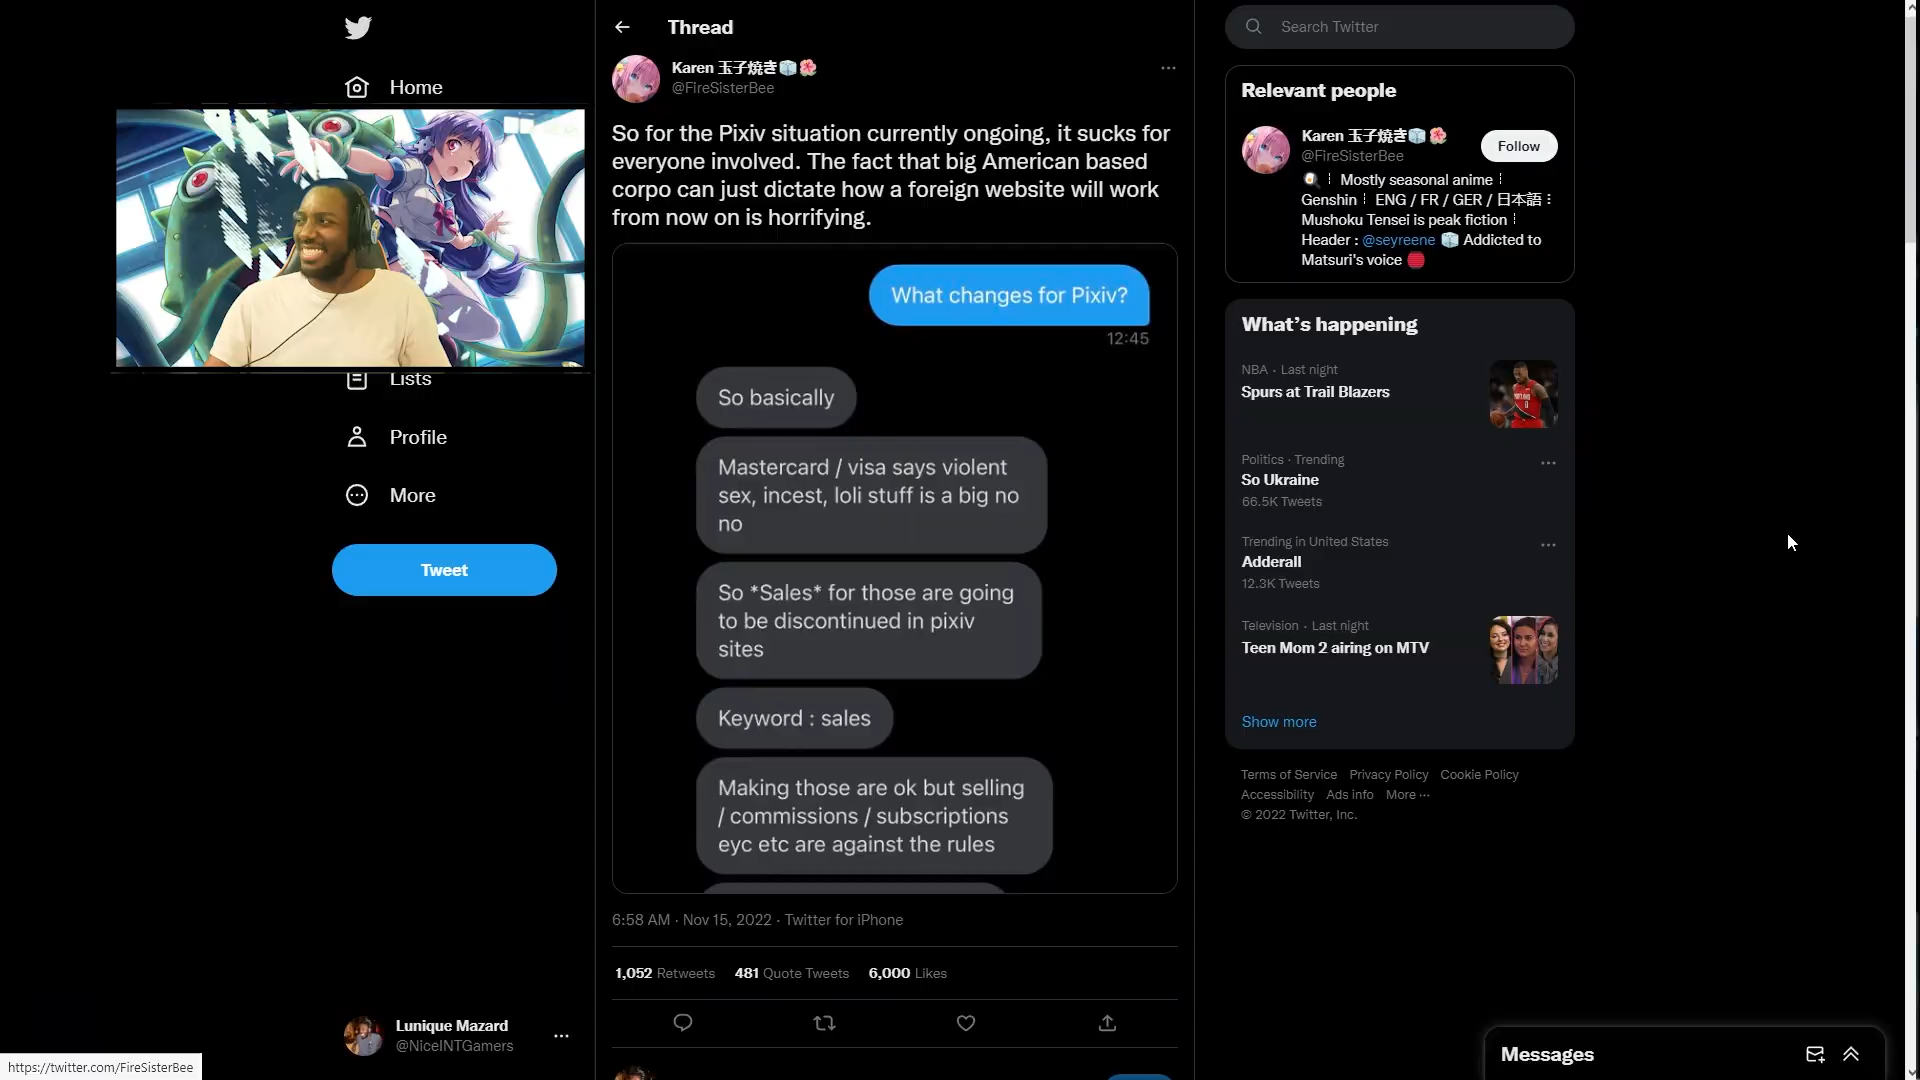 Home
Lists
Profile
More
Tweet
Lunique Mazard
@NiceINTGamers
https://twitter.com/FireSisterBee
Thread
Karen 玉子焼き🧊🌺
@FireSisterBee
So for the Pixiv situation currently ongoing, it sucks for
everyone involved. The fact that big American based
corpo can just dictate how a foreign website will work
from now on is horrifying.
What changes for Pixiv?
12:45
So basically
Mastercard / visa says violent
sex, incest, loli stuff is a big no
no
So *Sales* for those are going
to be discontinued in pixiv
sites
Keyword : sales
Making those are ok but selling
/ commissions / subscriptions
eyc etc are against the rules
6:58 AM · Nov 15, 2022 · Twitter for iPhone
1,052 Retweets 481 Quote Tweets 6,000 Likes
Search Twitter
Relevant people
Karen 玉子焼き🧊🌺
@FireSisterBee
Follow
🍳 ┊ Mostly seasonal anime ┊
Genshin ┊ ENG / FR / GER / 日本語 ┊
Mushoku Tensei is peak fiction ┊
Header : @seyreene 🧊 Addicted to
Matsuri's voice 🏮
What's happening
NBA · Last night
Spurs at Trail Blazers
Politics · Trending
So Ukraine
66.5K Tweets
Trending in United States
Adderall
12.3K Tweets
Television · Last night
Teen Mom 2 airing on MTV
Show more
Terms of Service Privacy Policy Cookie Policy
Accessibility Ads info More ···
© 2022 Twitter, Inc.
Messages